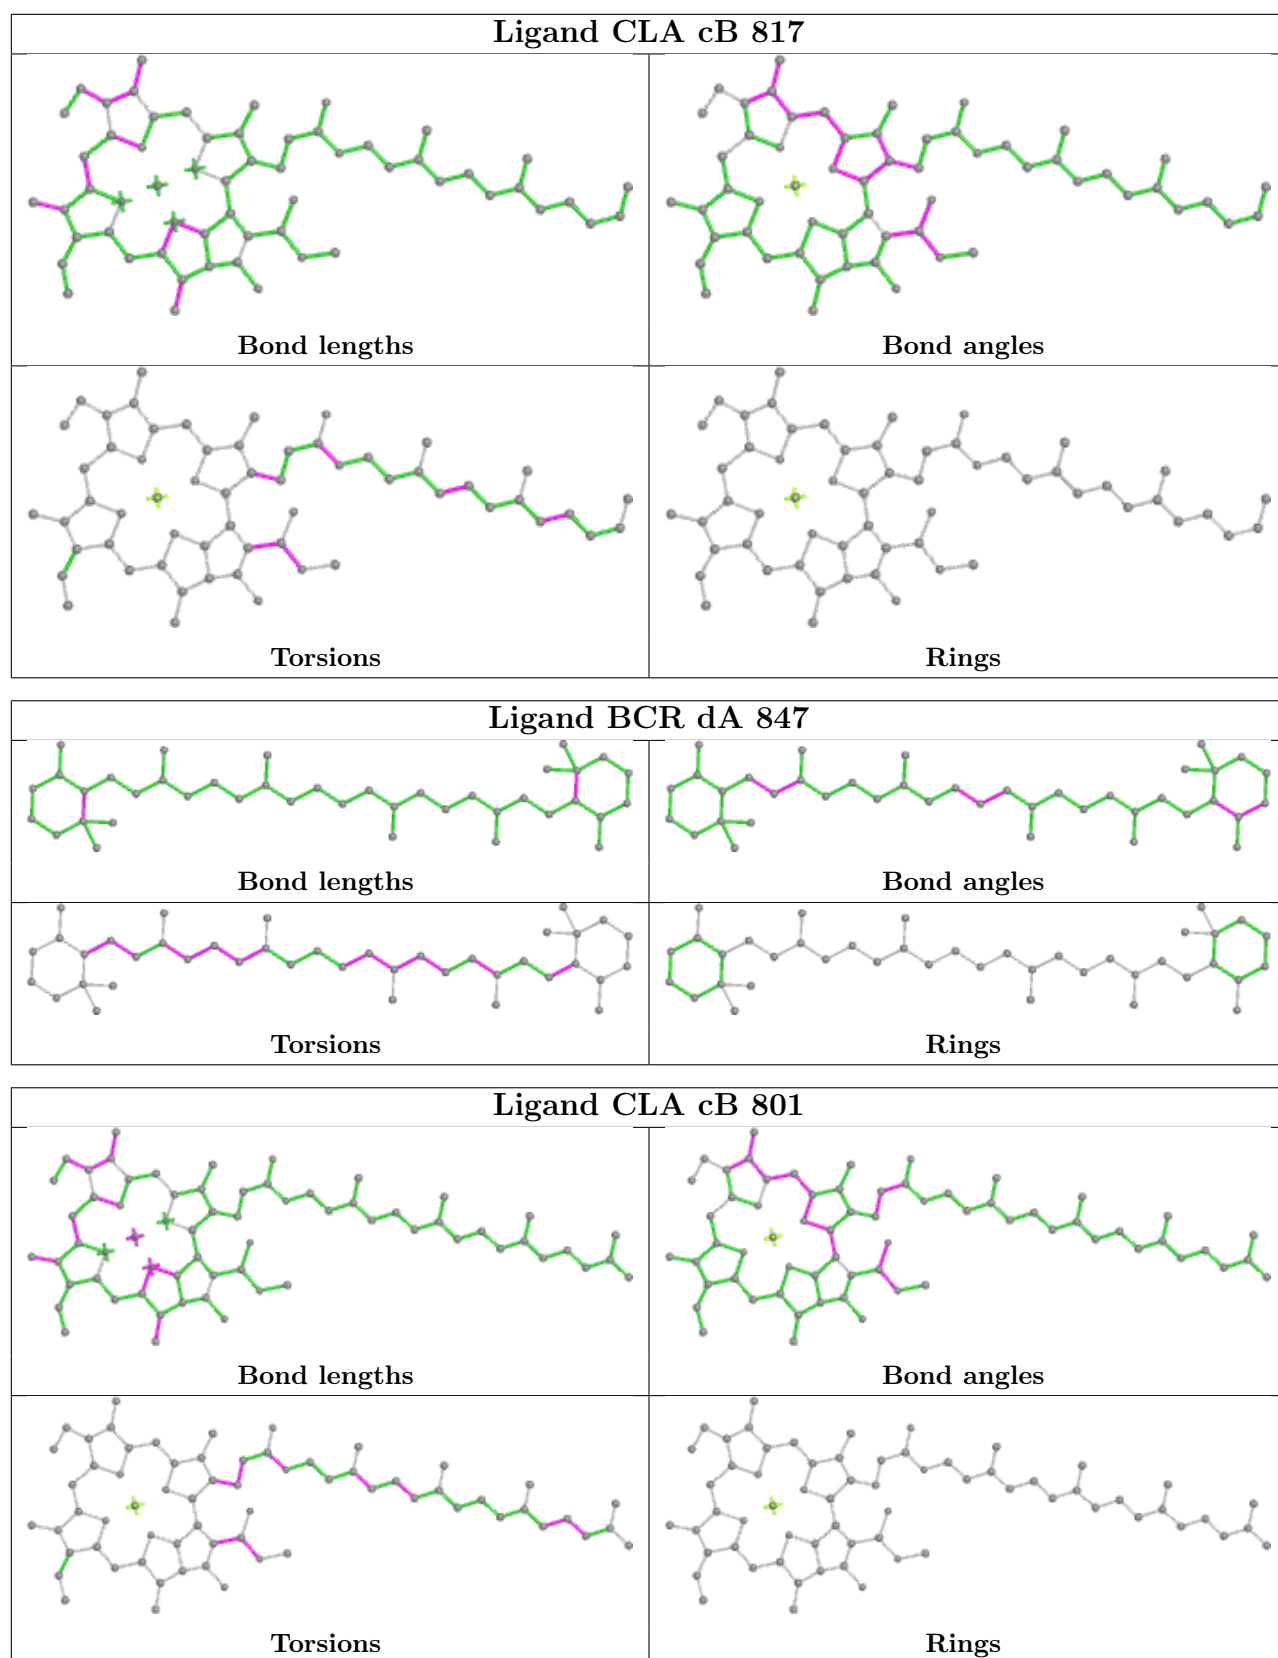 Ligand CLA cB 817
Bond lengths
Bond angles
Torsions
Rings
Ligand BCR dA 847
Bond lengths
Bond angles
Torsions
Rings
Ligand CLA cB 801
Bond lengths
Bond angles
Torsions
Rings